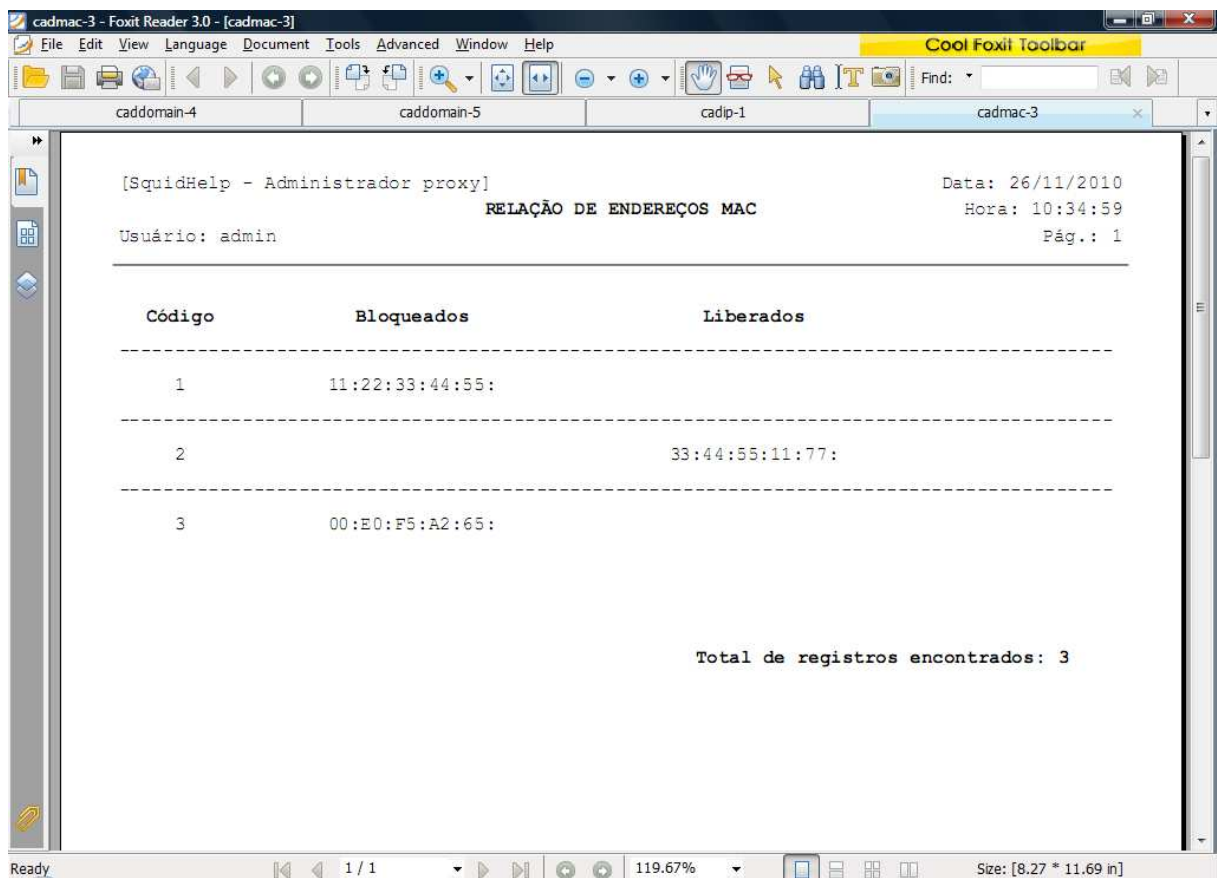 cadmac-3 - Foxit Reader 3.0 - [cadmac-3]
File Edit View Language Document Tools Advanced Window Help
Cool Foxit Toolbar
Find:
caddomain-4 caddomain-5 cadip-1 cadmac-3
[SquidHelp - Administrador proxy] Data: 26/11/2010
RELAÇÃO DE ENDEREÇOS MAC Hora: 10:34:59
Usuário: admin Pág.: 1
Código Bloqueados Liberados
1 11:22:33:44:55:
2 33:44:55:11:77:
3 00:E0:F5:A2:65:
Total de registros encontrados: 3
Ready 1 / 1 119.67% Size: [8.27 * 11.69 in]